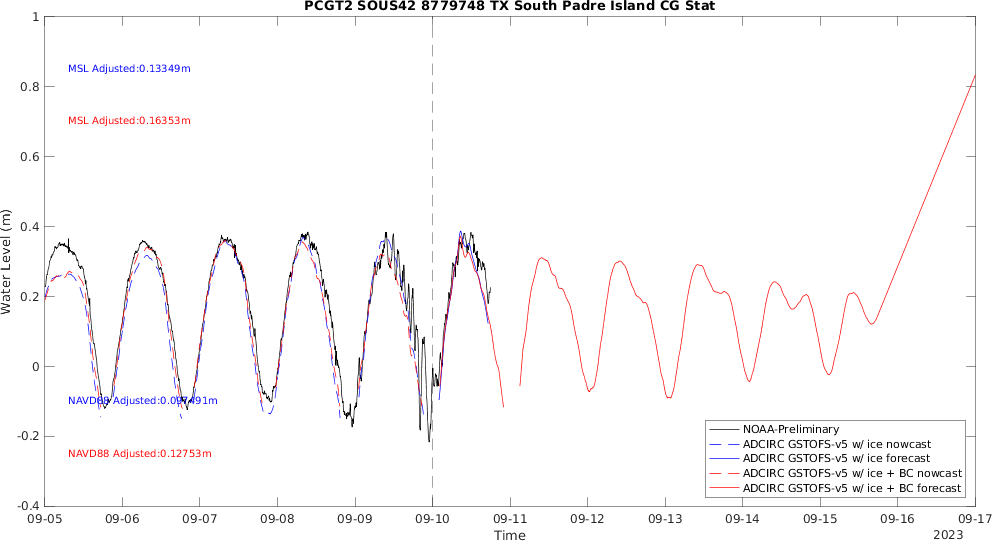 PCGT2 SOUS42 8779748 TX South Padre Island CG Stat
Water Level (m)
1
0.8
0.6
0.4
0.2
0
-0.2
-0.4
MSL Adjusted:0.13349m
MSL Adjusted:0.16353m
NAVD88 Adjusted:0.097491m
NAVD88 Adjusted:0.12753m
NOAA-Preliminary
ADCIRC GSTOFS-v5 w/ ice nowcast
ADCIRC GSTOFS-v5 w/ ice forecast
ADCIRC GSTOFS-v5 w/ ice + BC nowcast
ADCIRC GSTOFS-v5 w/ ice + BC forecast
09-05 09-06 09-07 09-08 09-09 09-10 09-11 09-12 09-13 09-14 09-15 09-16 09-17
Time
2023